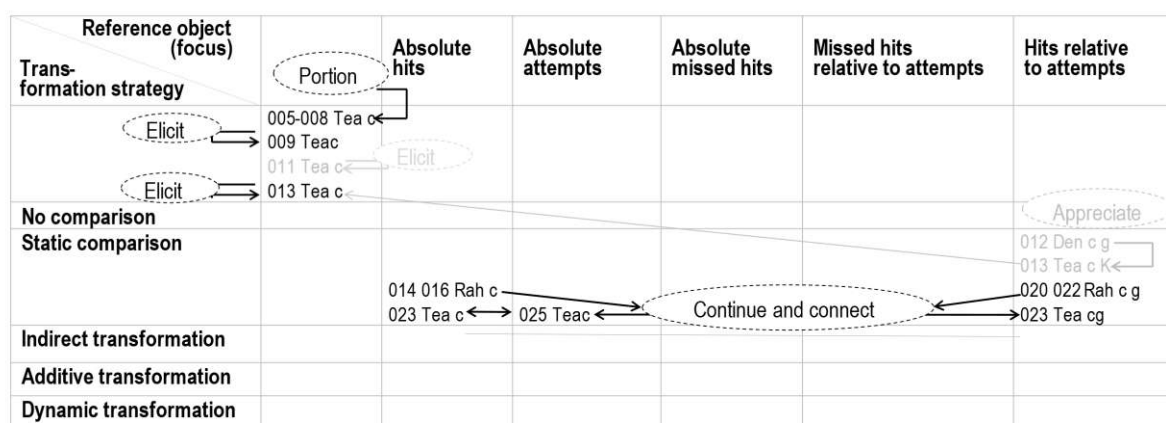 Reference object
(focus)
Trans-
formation strategy
Portion
Absolute
hits
Absolute
attempts
Absolute
missed hits
Missed hits
relative to attempts
Hits relative
to attempts
005-008 Tea c
Elicit
009 Teac
011 Tea c
Elicit
Elicit
013 Tea c
No comparison
Appreciate
Static comparison
012 Den c g
013 Tea c K
014 016 Rah c
020 022 Rah c g
Continue and connect
023 Tea c
025 Teac
023 Tea cg
Indirect transformation
Additive transformation
Dynamic transformation